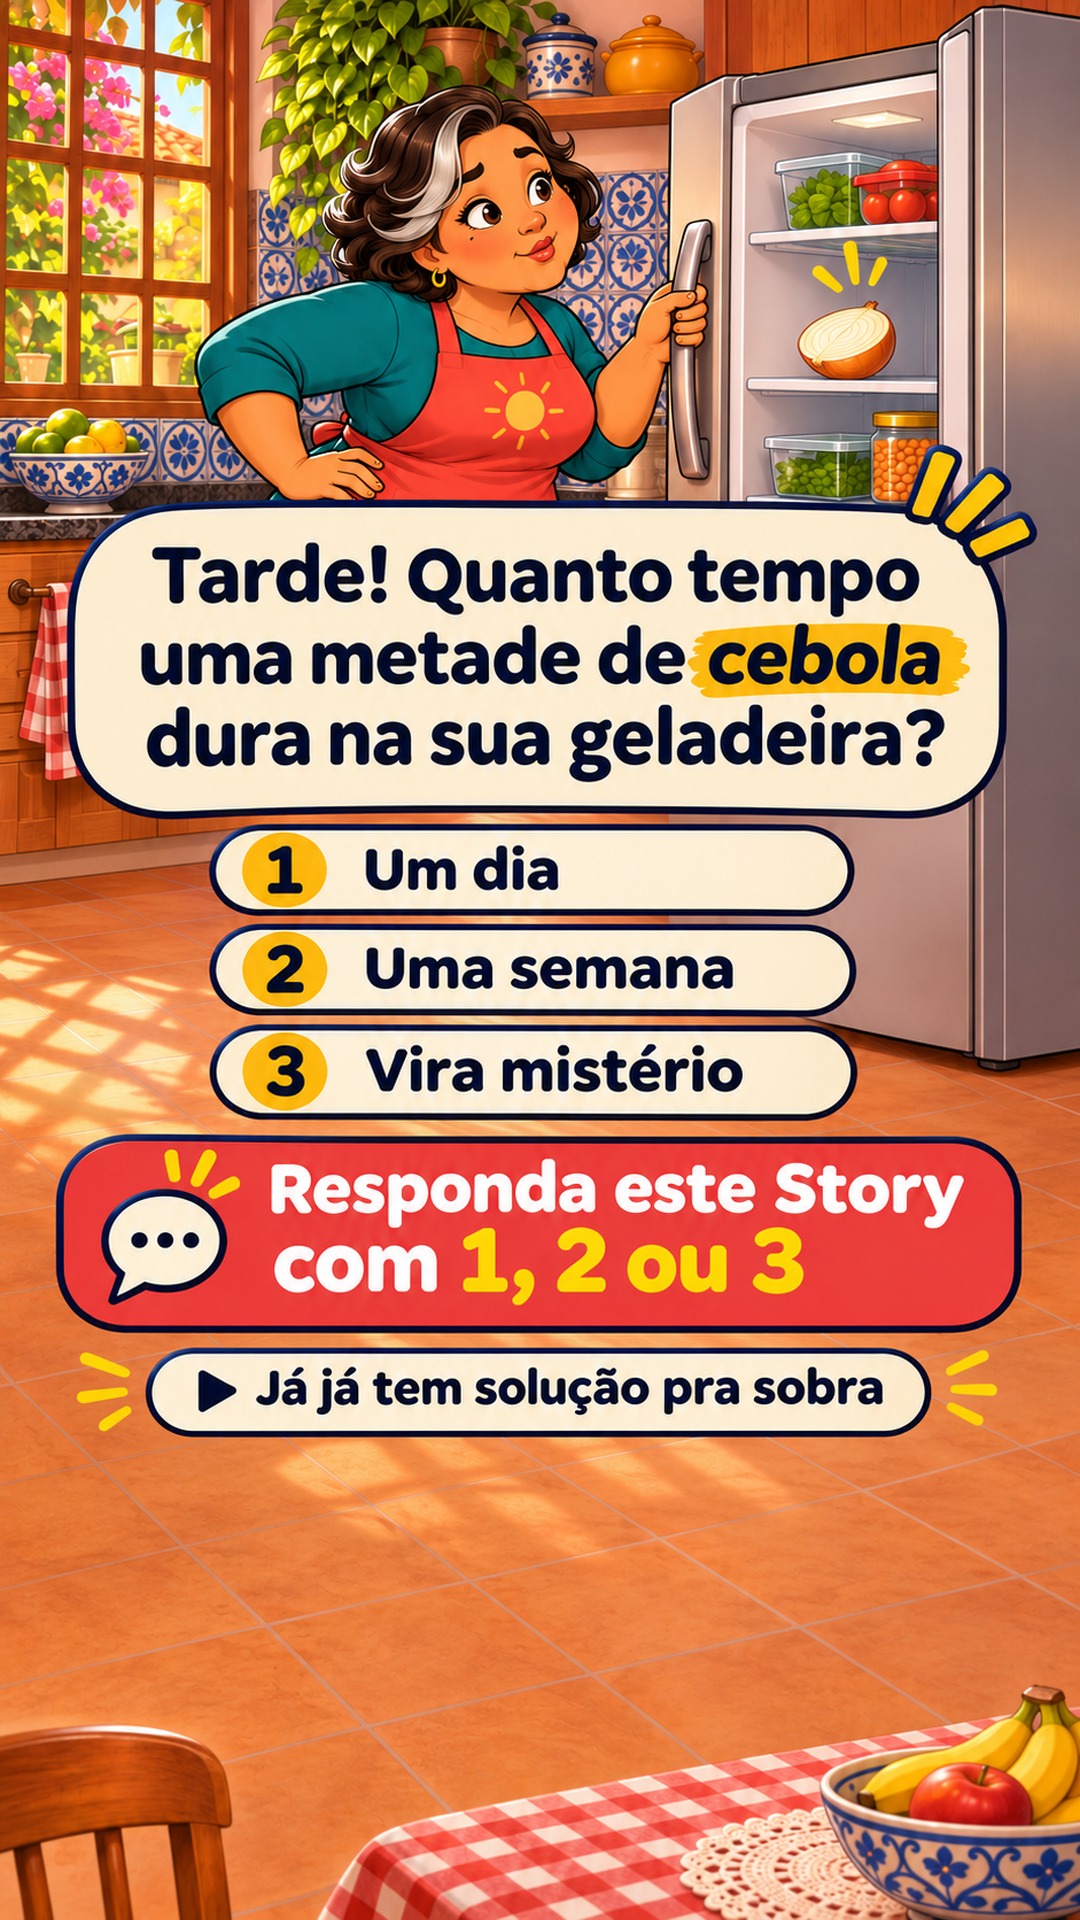 Tarde! Quanto tempo
uma metade de cebola
dura na sua geladeira?
1 Um dia
2 Uma semana
3 Vira mistério
Responda este Story
com 1, 2 ou 3
Já já tem solução pra sobra